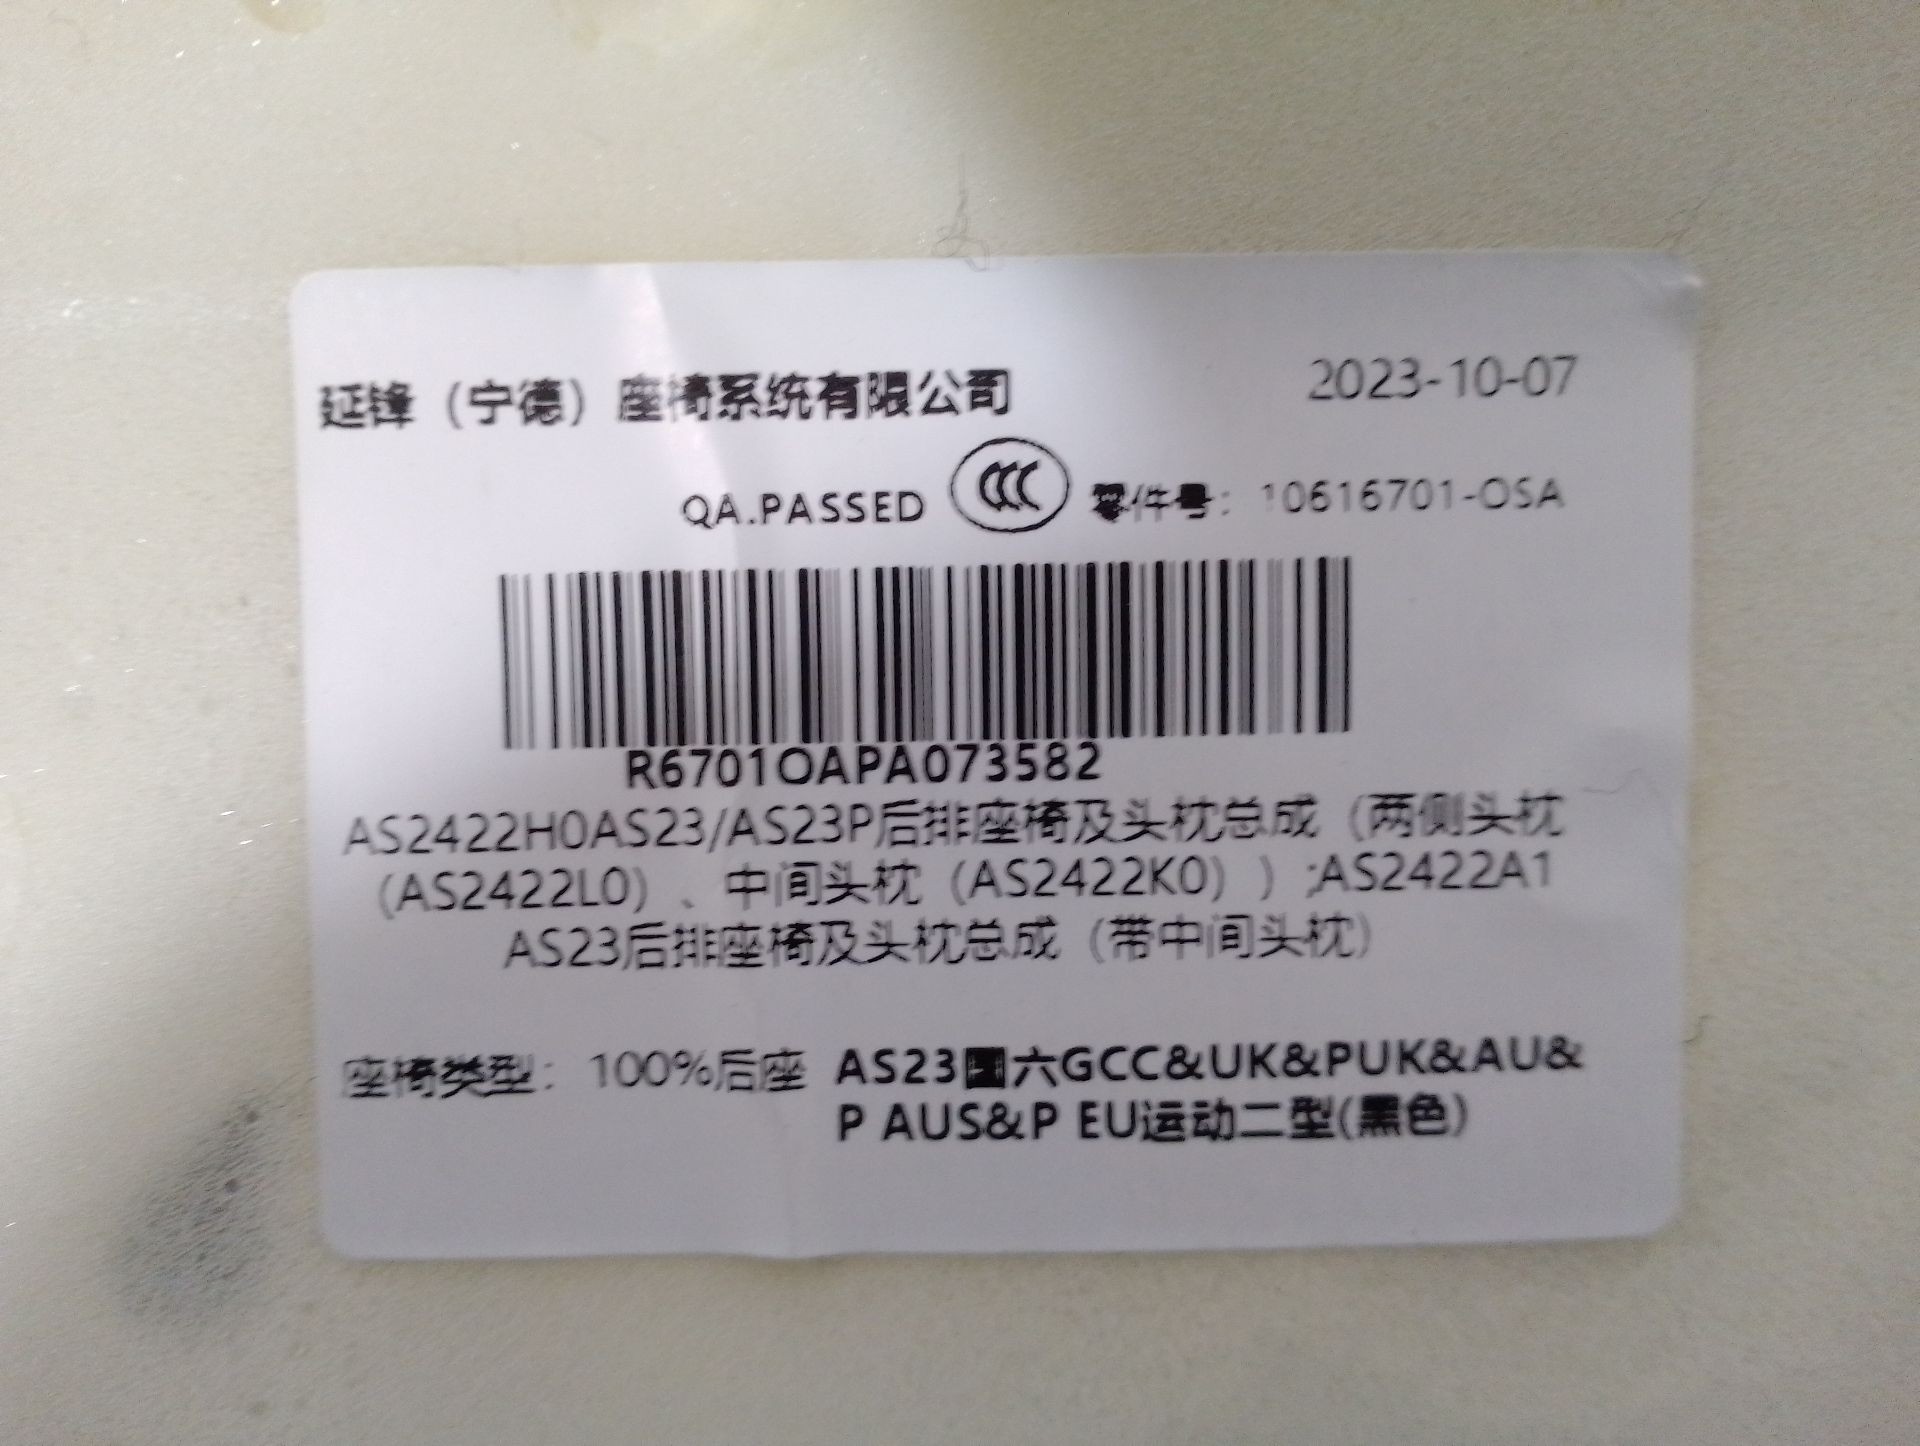 延锋（宁德）座椅系统有限公司
2023-10-07
QA.PASSED CCC 零件号：10616701-OSA
R6701OAPA073582
AS2422H0AS23/AS23P后排座椅及头枕总成（两侧头枕
（AS2422L0）、中间头枕（AS2422K0））;AS2422A1
AS23后排座椅及头枕总成（带中间头枕）
座椅类型：100%后座
AS23国六GCC&UK&PUK&AU&
P AUS&P EU运动二型(黑色)